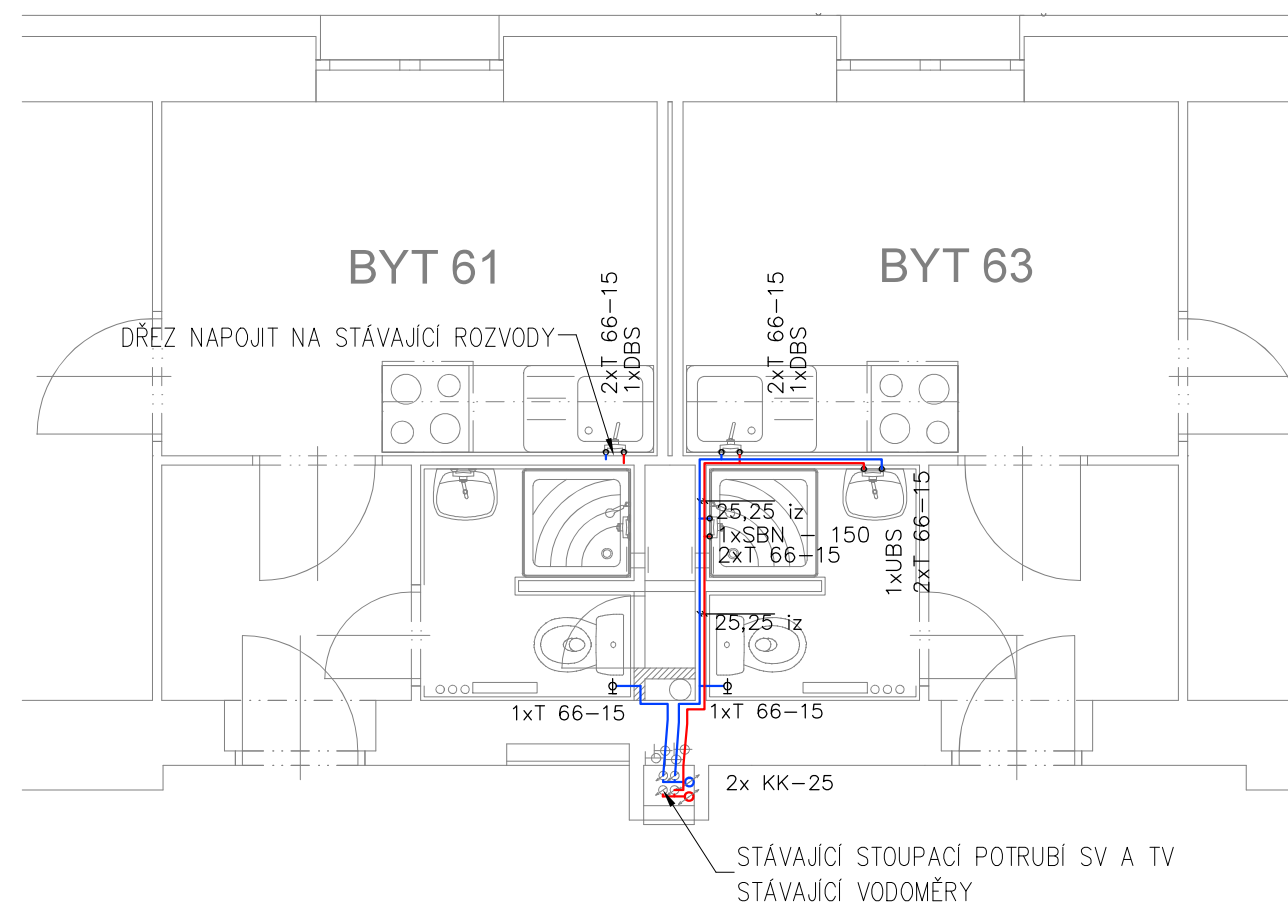 BYT 61
BYT 63
2xT 66-15
1xDBS
2xT 66-15
1xDBS
DŘEZ NAPOJIT NA STÁVAJÍCÍ ROZVODY
25,25 iz
1xSBN - 150
2xT 66-15
1xUBS
2xT 66-15
25,25 iz
1xT 66-15
1xT 66-15
2x KK-25
STÁVAJÍCÍ STOUPACÍ POTRUBÍ SV A TV
STÁVAJÍCÍ VODOMĚRY